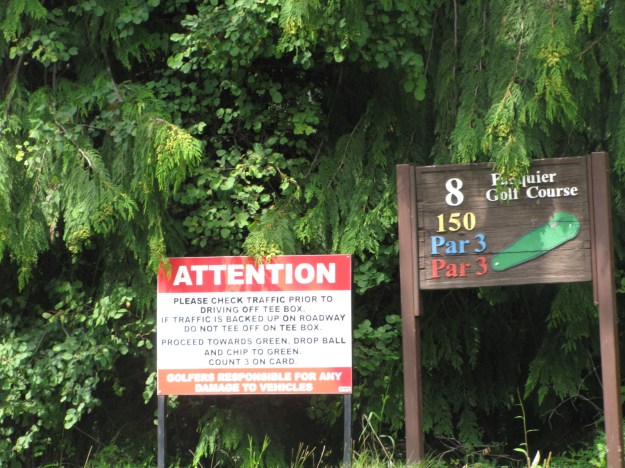 ATTENTION
PLEASE CHECK TRAFFIC PRIOR TO
DRIVING OFF TEE BOX.
IF TRAFFIC IS BACKED UP ON ROADWAY
DO NOT TEE OFF ON TEE BOX.
PROCEED TOWARDS GREEN, DROP BALL
AND CHIP TO GREEN.
COUNT 3 ON CARD.
GOLFERS RESPONSIBLE FOR ANY
DAMAGE TO VEHICLES
8
Golf Course
150
Par 3
Par 3